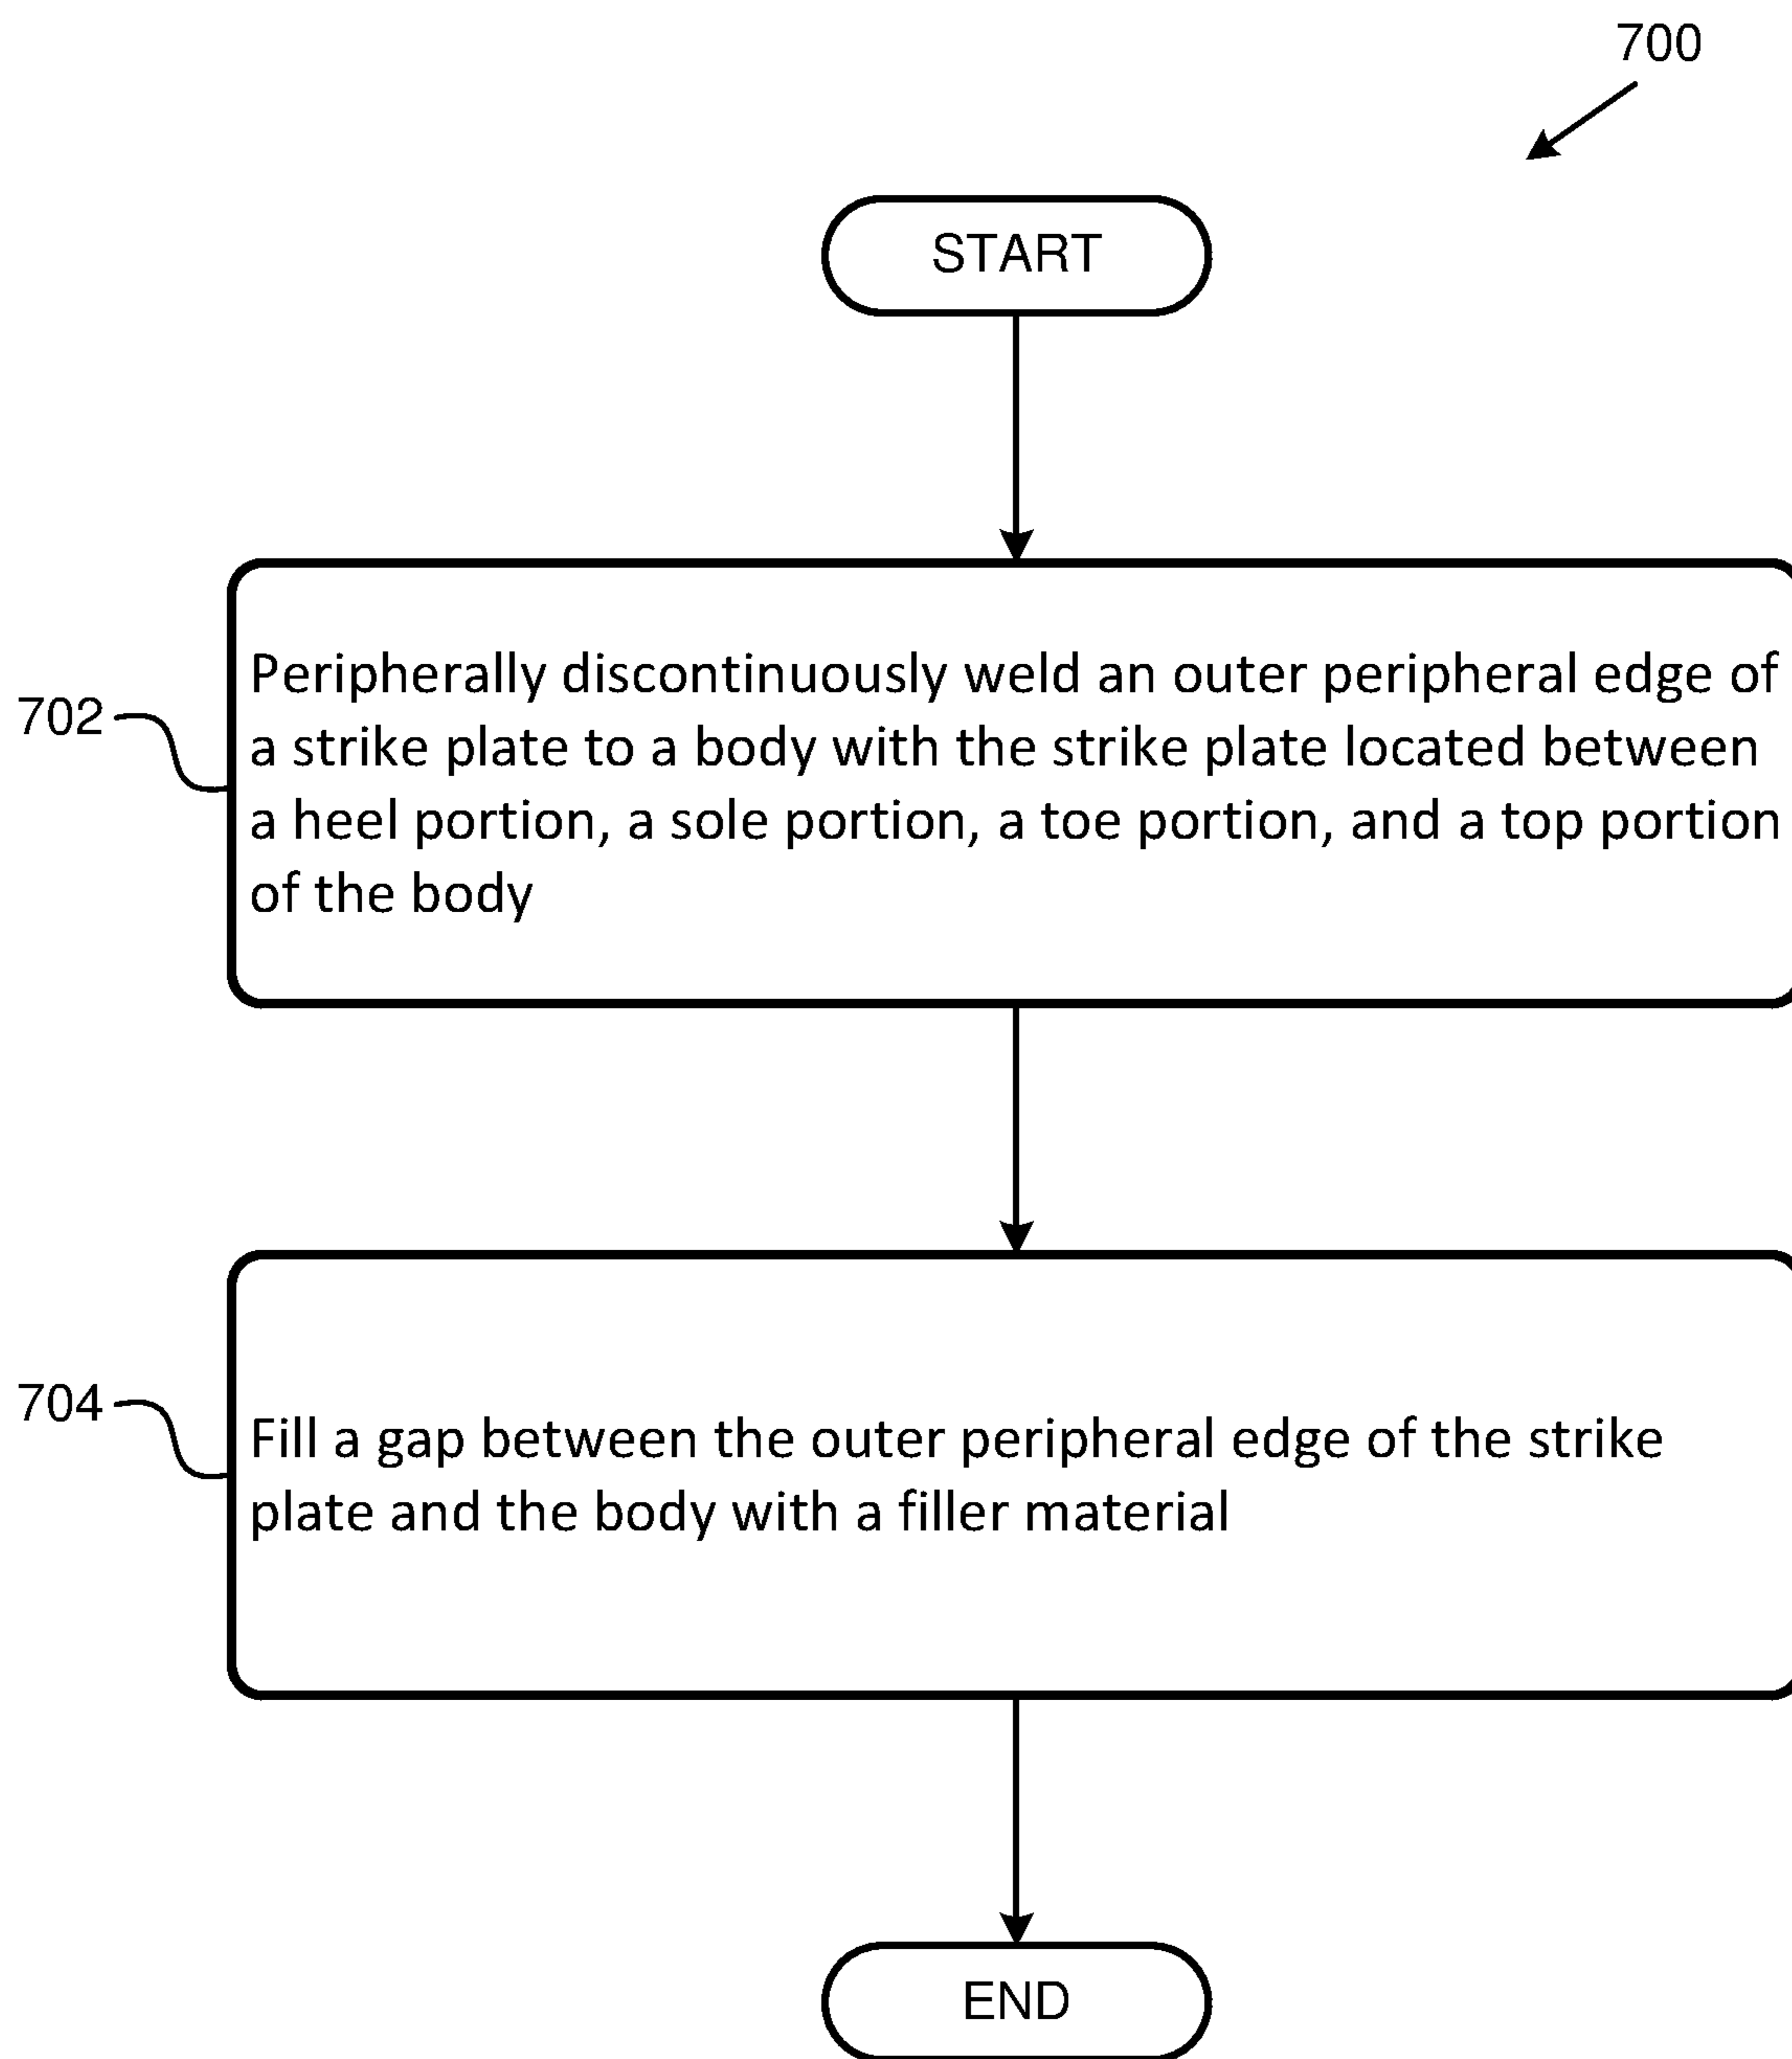 700
START
702
Peripherally discontinuously weld an outer peripheral edge of
a strike plate to a body with the strike plate located between
a heel portion, a sole portion, a toe portion, and a top portion
of the body
704
Fill a gap between the outer peripheral edge of the strike
plate and the body with a filler material
END